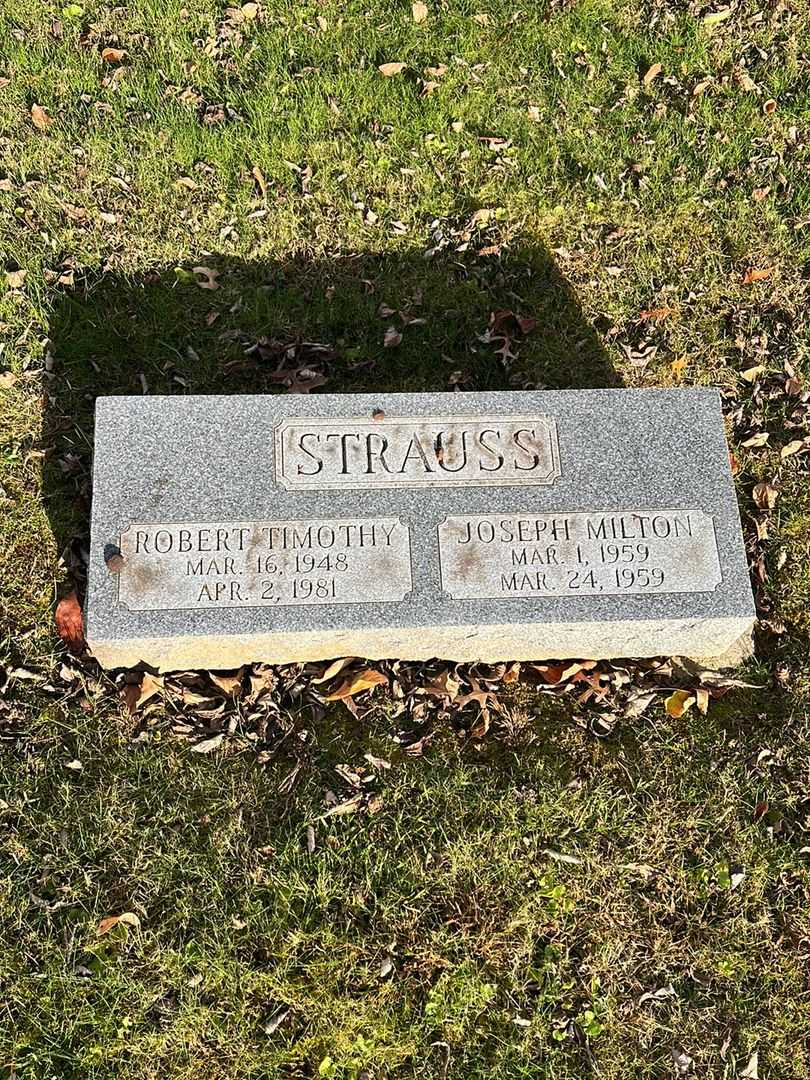 STRAUSS
ROBERT TIMOTHY
MAR. 16, 1948
APR. 2, 1981
JOSEPH MILTON
MAR. 1, 1959
MAR. 24, 1959